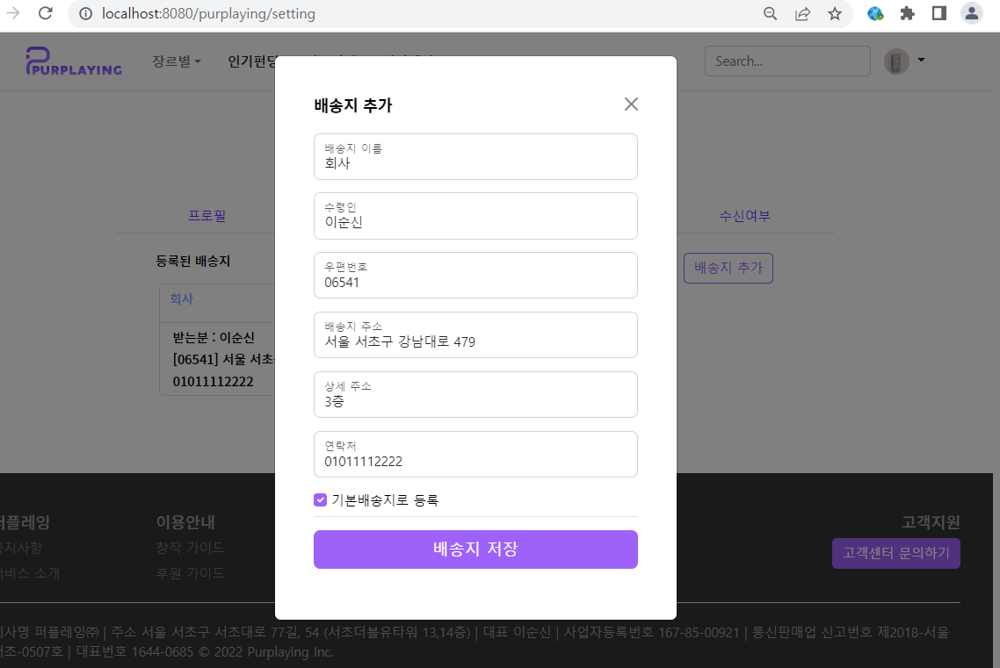 localhost:8080/purplaying/setting
PURPLAYING
장르별
인기펀딩
Search...
배송지 추가
배송지 이름
회사
수령인
이순신
우편번호
06541
배송지 주소
서울 서초구 강남대로 479
상세 주소
3층
연락처
01011112222
기본배송지로 등록
배송지 저장
프로필
수신여부
등록된 배송지
배송지 추가
회사
받는분 : 이순신
[06541] 서울 서초
01011112222
퍼플레잉
공지사항
서비스 소개
이용안내
창작 가이드
후원 가이드
고객지원
고객센터 문의하기
회사명 퍼플레잉㈜ | 주소 서울 서초구 서초대로 77길, 54 (서초더블유타워 13,14층) | 대표 이순신 | 사업자등록번호 167-85-00921 | 통신판매업 신고번호 제2018-서울
서초-0507호 | 대표번호 1644-0685 © 2022 Purplaying Inc.